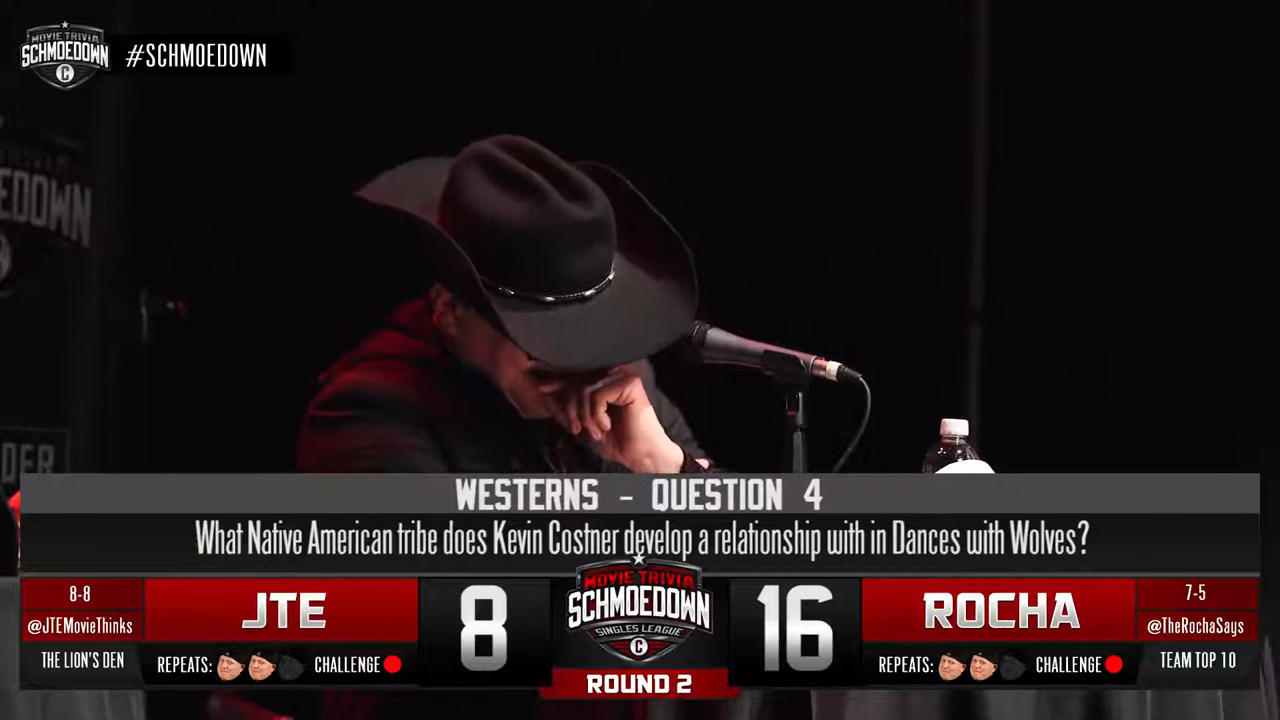 MOVIE TRIVIA
SCHMOEDOWN
C
#SCHMOEDOWN
EDOWN
DER
WESTERNS - QUESTION 4
What Native American tribe does Kevin Costner develop a relationship with in Dances with Wolves?
8-8
@JTEMovieThinks
THE LION'S DEN
JTE
REPEATS:
CHALLENGE
8
MOVIE TRIVIA
SCHMOEDOWN
SINGLES LEAGUE
C
ROUND 2
16
ROCHA
REPEATS:
CHALLENGE
7-5
@TheRochaSays
TEAM TOP 10